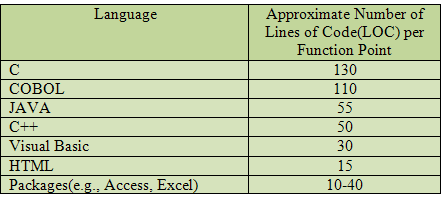 Language Approximate Number of
Lines of Code(LOC) per
Function Point
C 130
COBOL 110
JAVA 55
C++ 50
Visual Basic 30
HTML 15
Packages(e.g., Access, Excel) 10-40